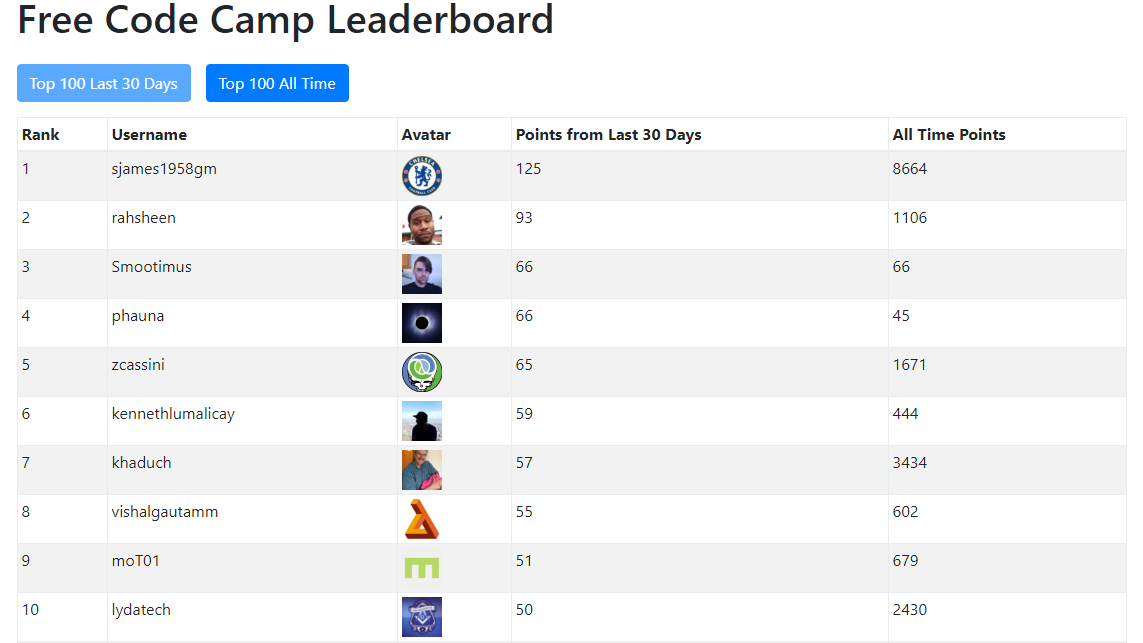 Free Code Camp Leaderboard
Top 100 Last 30 Days Top 100 All Time
Rank Username Avatar Points from Last 30 Days All Time Points
1 sjames1958gm CHELSEA 125 8664
2 rahsheen 93 1106
3 Smootimus 66 66
4 phauna 66 45
5 zcassini 65 1671
6 kennethlumalicay 59 444
7 khaduch 57 3434
8 vishalgautamm 55 602
9 moT01 m 51 679
10 lydatech 50 2430